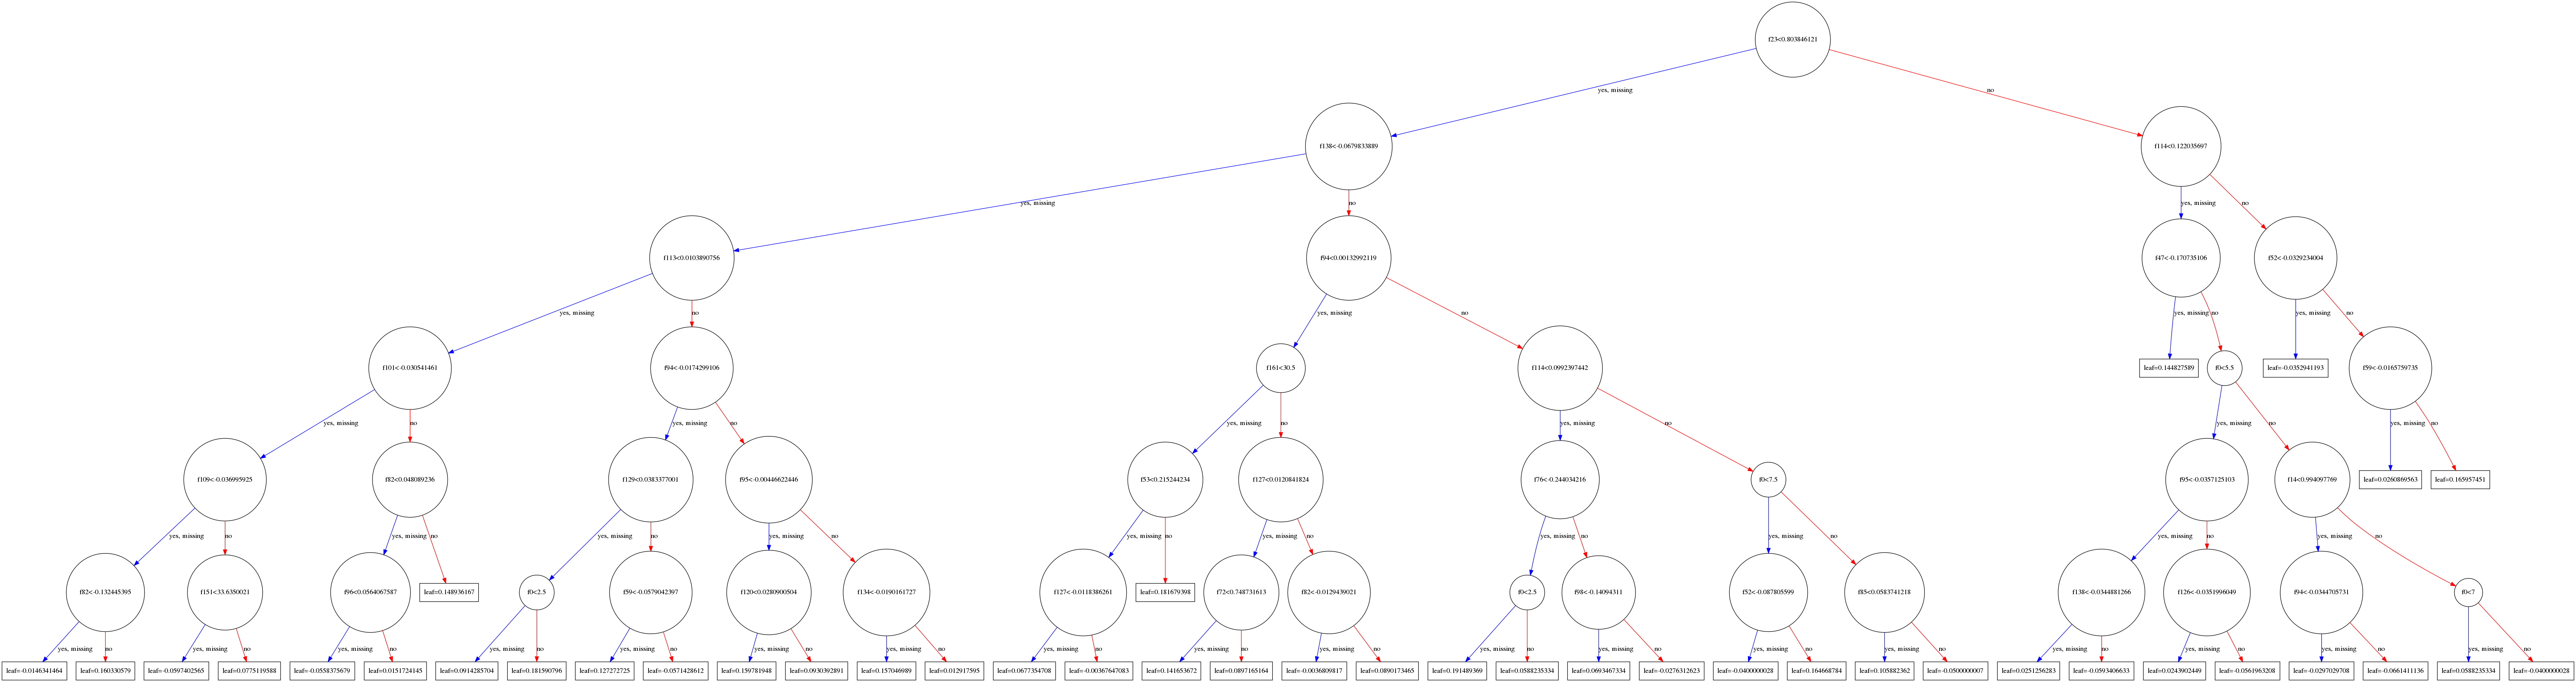 f23<0.803846121
yes, missing
no
f138<-0.0679833889
f114<0.122035697
yes, missing
no
yes, missing
no
f113<0.0103890756
f94<0.00132992119
f47<-0.170735106
f52<-0.0329234004
yes, missing
no
yes, missing
no
yes, missing
no
yes, missing
no
f101<-0.030541461
f94<-0.0174299106
f161<30.5
f114<0.0992397442
leaf=0.144827589
f0<5.5
leaf=-0.0352941193
f59<-0.0165759735
yes, missing
no
yes, missing
no
yes, missing
no
yes, missing
no
yes, missing
no
yes, missing
no
f109<-0.036995925
f82<0.048089236
f129<0.0383377001
f95<-0.00446622446
f53<0.215244234
f127<0.0120841824
f76<-0.244034216
f0<7.5
f95<-0.0357125103
f14<0.994097769
leaf=0.0260869563
leaf=0.165957451
yes, missing
no
yes, missing
no
yes, missing
no
yes, missing
no
yes, missing
no
yes, missing
no
yes, missing
no
yes, missing
no
yes, missing
no
yes, missing
no
f82<-0.132445395
f151<33.6350021
f96<0.0564067587
leaf=0.148936167
f0<2.5
f59<-0.0579042397
f120<0.0280900504
f134<-0.0190161727
f127<-0.0118386261
leaf=0.181679398
f72<0.748731613
f82<-0.0129439021
f0<2.5
f98<-0.14094311
f52<-0.087805599
f85<0.0583741218
f138<-0.0344881266
f126<-0.0351996049
f94<-0.0344705731
f0<7
yes, missing
no
yes, missing
no
yes, missing
no
yes, missing
no
yes, missing
no
yes, missing
no
yes, missing
no
yes, missing
no
yes, missing
no
yes, missing
no
yes, missing
no
yes, missing
no
yes, missing
no
yes, missing
no
yes, missing
no
yes, missing
no
yes, missing
no
yes, missing
no
leaf=-0.0146341464
leaf=0.160330579
leaf=-0.0597402565
leaf=0.0775119588
leaf=-0.0558375679
leaf=0.0151724145
leaf=0.0914285704
leaf=0.181590796
leaf=0.127272725
leaf=-0.0571428612
leaf=0.159781948
leaf=0.0930392891
leaf=0.157046989
leaf=0.012917595
leaf=0.0677354708
leaf=-0.00367647083
leaf=0.141653672
leaf=0.0897165164
leaf=-0.0036809817
leaf=0.0890173465
leaf=0.191489369
leaf=0.0588235334
leaf=0.0693467334
leaf=-0.0276312623
leaf=-0.0400000028
leaf=0.164668784
leaf=0.105882362
leaf=-0.0500000007
leaf=0.0251256283
leaf=-0.0593406633
leaf=0.0243902449
leaf=-0.0561963208
leaf=-0.0297029708
leaf=-0.0661411136
leaf=0.0588235334
leaf=-0.0400000028